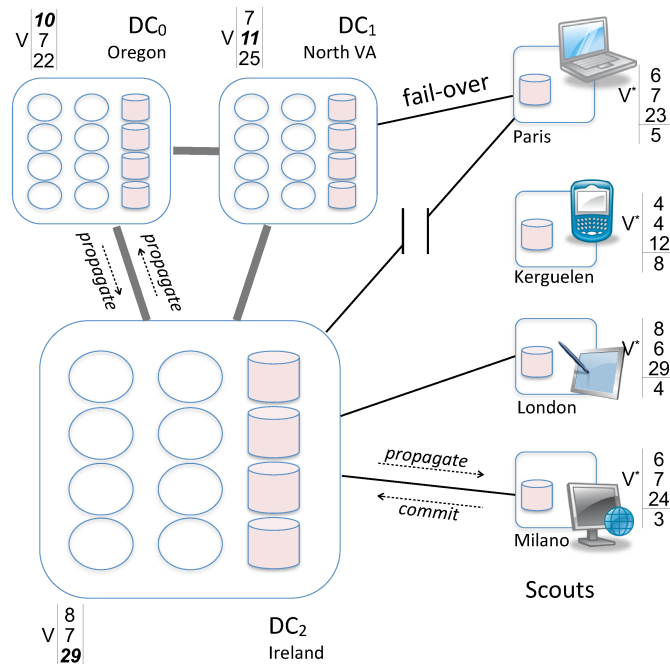 10
V 7
22
DC0
Oregon
7
V 11
25
DC1
North VA
fail-over
Paris
6
V* 7
23
5
propagate
propagate
Kerguelen
4
V* 4
12
8
London
8
V* 6
29
4
propagate
commit
Milano
6
V* 7
24
3
Scouts
8
V 7
29
DC2
Ireland